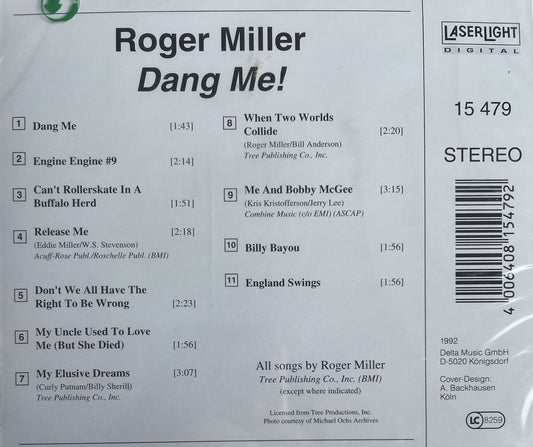 Roger Miller
Dang Me!
1 Dang Me [1:43]
2 Engine Engine #9 [2:14]
3 Can't Rollerskate In A
Buffalo Herd [1:51]
4 Release Me [2:18]
(Eddie Miller/W.S. Stevenson)
Acuff-Rose Publ./Roschelle Publ. (BMI)
5 Don't We All Have The
Right To Be Wrong [2:23]
6 My Uncle Used To Love
Me (But She Died) [1:56]
7 My Elusive Dreams [3:07]
(Curly Putnam/Billy Sherill)
Tree Publishing Co., Inc.
8 When Two Worlds
Collide [2:20]
(Roger Miller/Bill Anderson)
Tree Publishing Co., Inc.
9 Me And Bobby McGee [3:15]
(Kris Kristofferson/Jerry Lee)
Combine Music (c/o EMI) (ASCAP)
10 Billy Bayou [1:56]
11 England Swings [1:56]
All songs by Roger Miller
Tree Publishing Co., Inc. (BMI)
(except where indicated)
Licensed from Tree Productions, Inc.
Photo courtesy of Michael Ochs Archives
LASERLIGHT
DIGITAL
15 479
STEREO
4 006408 154792
1992
Delta Music GmbH
D-5020 Königsdorf
Cover-Design:
A. Backhausen
Köln
LC 8259